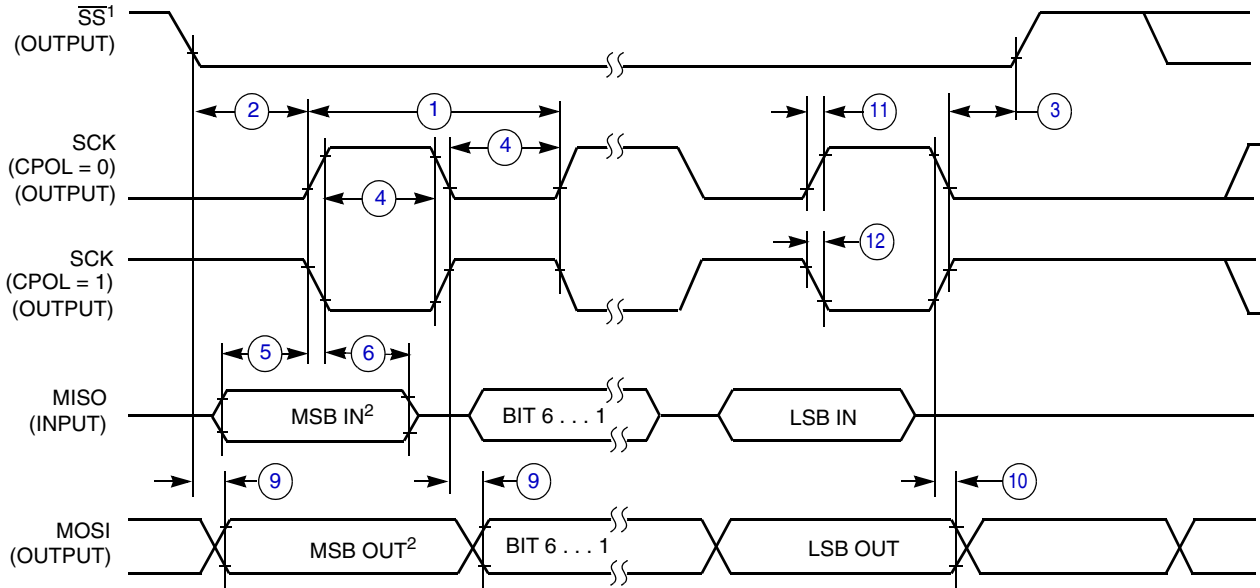 SS¹
(OUTPUT)
2
1
11
3
SCK
(CPOL = 0)
(OUTPUT)
4
4
12
SCK
(CPOL = 1)
(OUTPUT)
5
6
MISO
(INPUT)
MSB IN²
BIT 6 . . . 1
LSB IN
9
9
10
MOSI
(OUTPUT)
MSB OUT²
BIT 6 . . . 1
LSB OUT